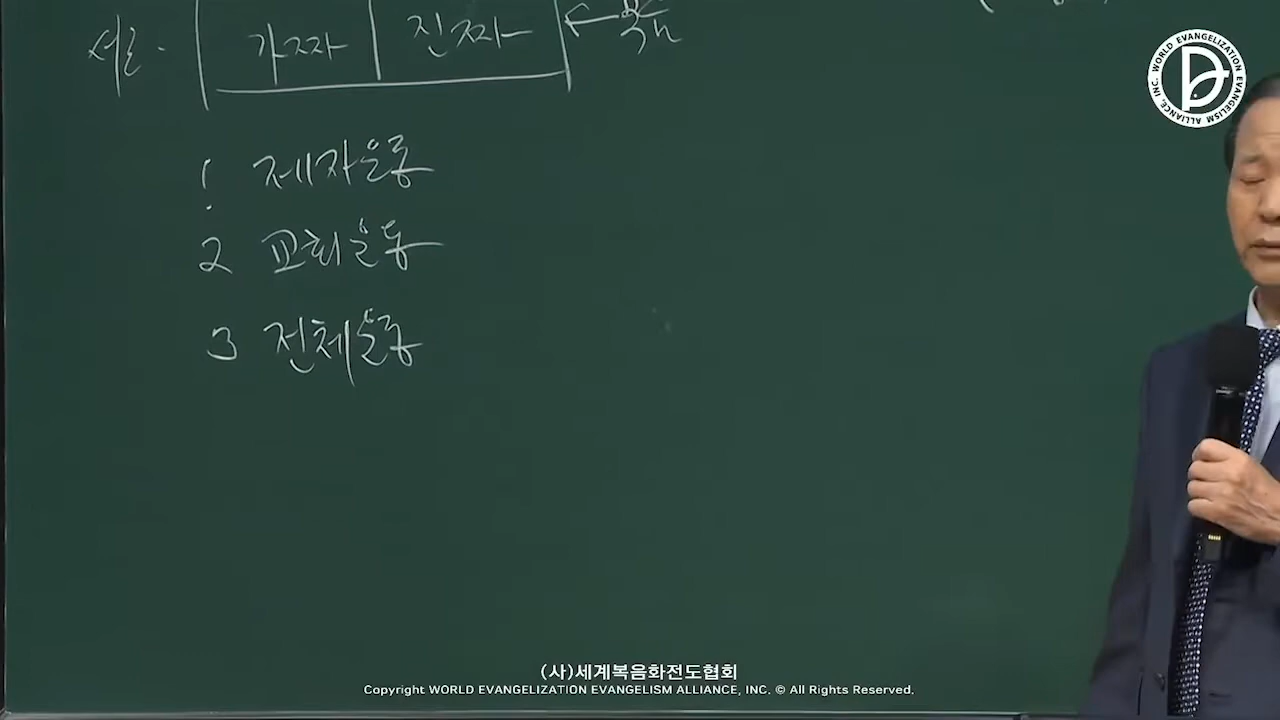 서론. 가짜 진짜 ← 복음
1. 제자운동
2 교회운동
3 전체운동
WORLD EVANGELIZATION EVANGELISM ALLIANCE, INC.
(사)세계복음화전도협회
Copyright WORLD EVANGELIZATION EVANGELISM ALLIANCE, INC. © All Rights Reserved.